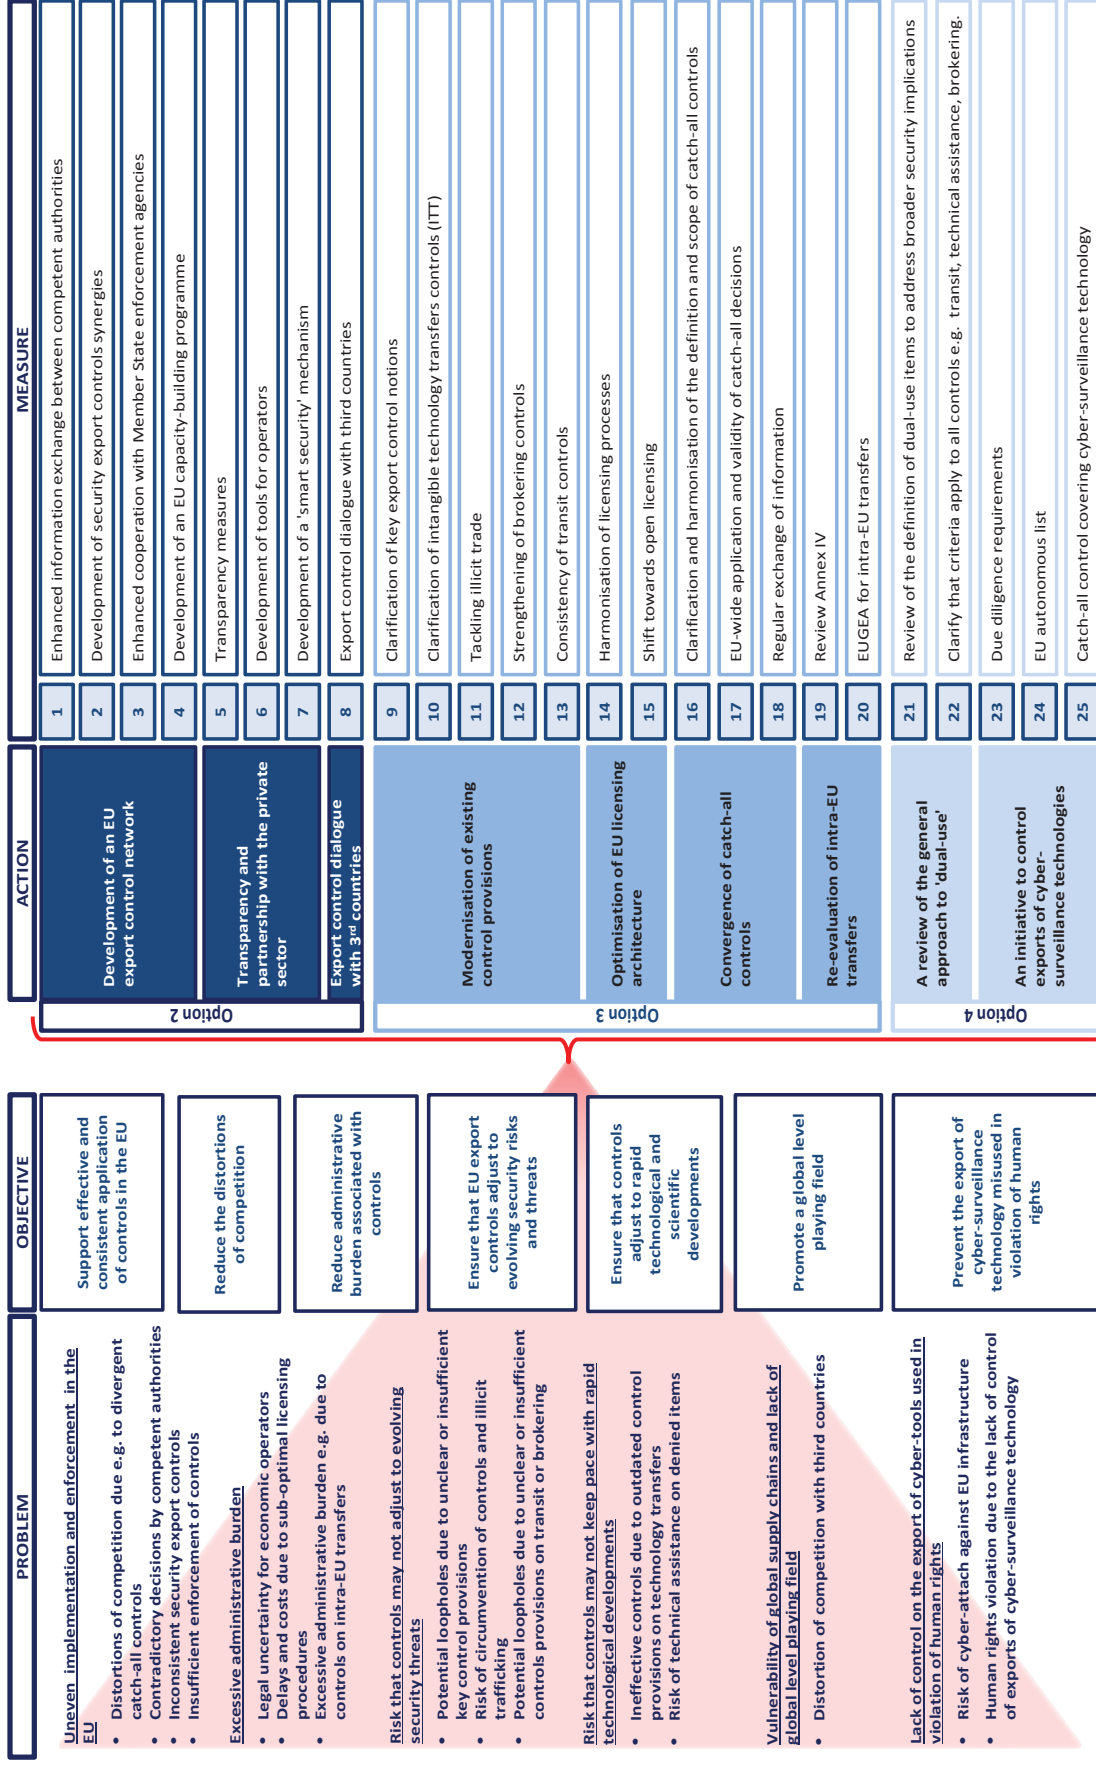 PROBLEM
Uneven implementation and enforcement in the
EU
• Distortions of competition due e.g. to divergent
catch-all controls
• Contradictory decisions by competent authorities
• Inconsistent security export controls
• Insufficient enforcement of controls
Excessive administrative burden
• Legal uncertainty for economic operators
• Delays and costs due to sub-optimal licensing
procedures
• Excessive administrative burden e.g. due to
controls on intra-EU transfers
Risk that controls may not adjust to evolving
security threats
• Potential loopholes due to unclear or insufficient
key control provisions
• Risk of circumvention of controls and illicit
trafficking
• Potential loopholes due to unclear or insufficient
controls provisions on transit or brokering
Risk that controls may not keep pace with rapid
technological developments
• Ineffective controls due to outdated control
provisions on technology transfers
• Risk of technical assistance on denied items
Vulnerability of global supply chains and lack of
global level playing field
• Distortion of competition with third countries
Lack of control on the export of cyber-tools used in
violation of human rights
• Risk of cyber-attach against EU infrastructure
• Human rights violation due to the lack of control
of exports of cyber-surveillance technology
OBJECTIVE
Support effective and
consistent application
of controls in the EU
Reduce the distortions
of competition
Reduce administrative
burden associated with
controls
Ensure that EU export
controls adjust to
evolving security risks
and threats
Ensure that controls
adjust to rapid
technological and
scientific
developments
Promote a global level
playing field
Prevent the export of
cyber-surveillance
technology misused in
violation of human
rights
ACTION
Option 2
Development of an EU
export control network
Transparency and
partnership with the private
sector
Export control dialogue
with 3rd countries
Option 3
Modernisation of existing
control provisions
Optimisation of EU licensing
architecture
Convergence of catch-all
controls
Re-evaluation of intra-EU
transfers
Option 4
A review of the general
approach to 'dual-use'
An initiative to control
exports of cyber-
surveillance technologies
MEASURE
1 Enhanced information exchange between competent authorities
2 Development of security export controls synergies
3 Enhanced cooperation with Member State enforcement agencies
4 Development of an EU capacity-building programme
5 Transparency measures
6 Development of tools for operators
7 Development of a 'smart security' mechanism
8 Export control dialogue with third countries
9 Clarification of key export control notions
10 Clarification of intangible technology transfers controls (ITT)
11 Tackling illicit trade
12 Strengthening of brokering controls
13 Consistency of transit controls
14 Harmonisation of licensing processes
15 Shift towards open licensing
16 Clarification and harmonisation of the definition and scope of catch-all controls
17 EU-wide application and validity of catch-all decisions
18 Regular exchange of information
19 Review Annex IV
20 EUGEA for intra-EU transfers
21 Review of the definition of dual-use items to address broader security implications
22 Clarify that criteria apply to all controls e.g. transit, technical assistance, brokering.
23 Due diligence requirements
24 EU autonomous list
25 Catch-all control covering cyber-surveillance technology